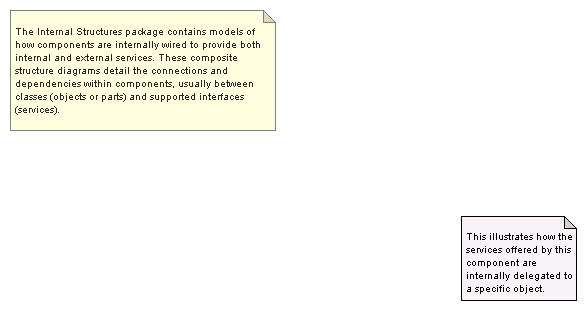 The Internal Structures package contains models of
how components are internally wired to provide both
internal and external services. These composite
structure diagrams detail the connections and
dependencies within components, usually between
classes (objects or parts) and supported interfaces
(services).
This illustrates how the
services offered by this
component are
internally delegated to
a specific object.